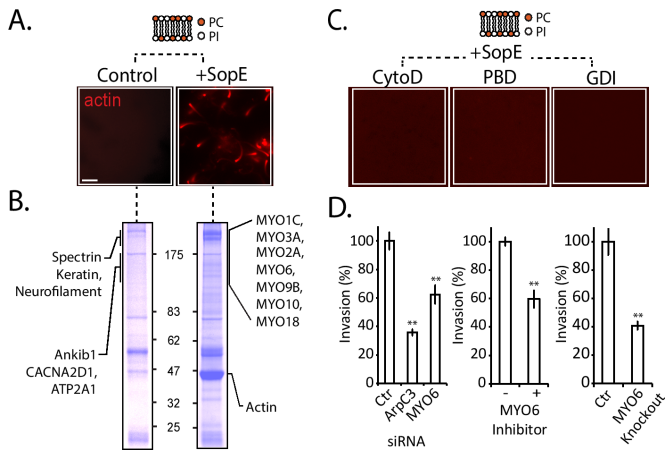 A.
PC
PI
Control
+SopE
actin
B.
Spectrin
Keratin,
Neurofilament
Ankib1
CACNA2D1,
ATP2A1
175
83
62
47
32
25
MYO1C,
MYO3A,
MYO2A,
MYO6,
MYO9B,
MYO10,
MYO18
Actin
C.
PC
PI
+SopE
CytoD
PBD
GDI
D.
Invasion (%)
100
80
60
40
20
0
**
**
Ctr
ArpC3
MYO6
siRNA
Invasion (%)
100
80
60
40
20
0
**
- +
MYO6
Inhibitor
Invasion (%)
100
80
60
40
20
0
**
Ctr
MYO6
Knockout